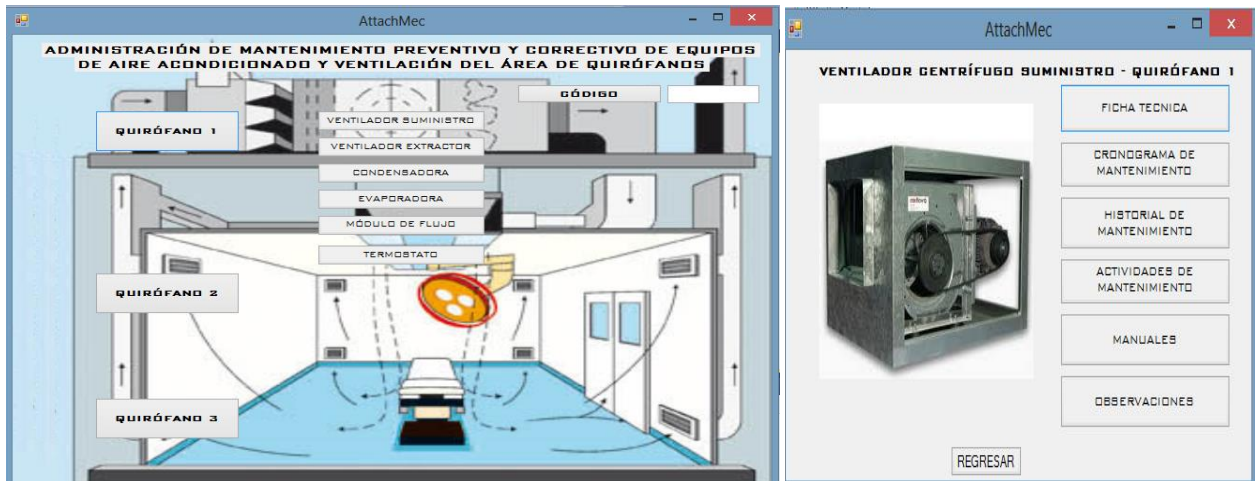 AttachMec
ADMINISTRACIÓN DE MANTENIMIENTO PREVENTIVO Y CORRECTIVO DE EQUIPOS
DE AIRE ACONDICIONADO Y VENTILACIÓN DEL ÁREA DE QUIRÓFANOS
CÓDIGO
QUIRÓFANO 1
VENTILADOR SUMINISTRO
VENTILADOR EXTRACTOR
CONDENSADORA
EVAPORADORA
MÓDULO DE FLUJO
TERMOSTATO
QUIRÓFANO 2
QUIRÓFANO 3
AttachMec
VENTILADOR CENTRÍFUGO SUMINISTRO - QUIRÓFANO 1
FICHA TECNICA
CRONOGRAMA DE
MANTENIMIENTO
HISTORIAL DE
MANTENIMIENTO
ACTIVIDADES DE
MANTENIMIENTO
MANUALES
OBSERVACIONES
REGRESAR